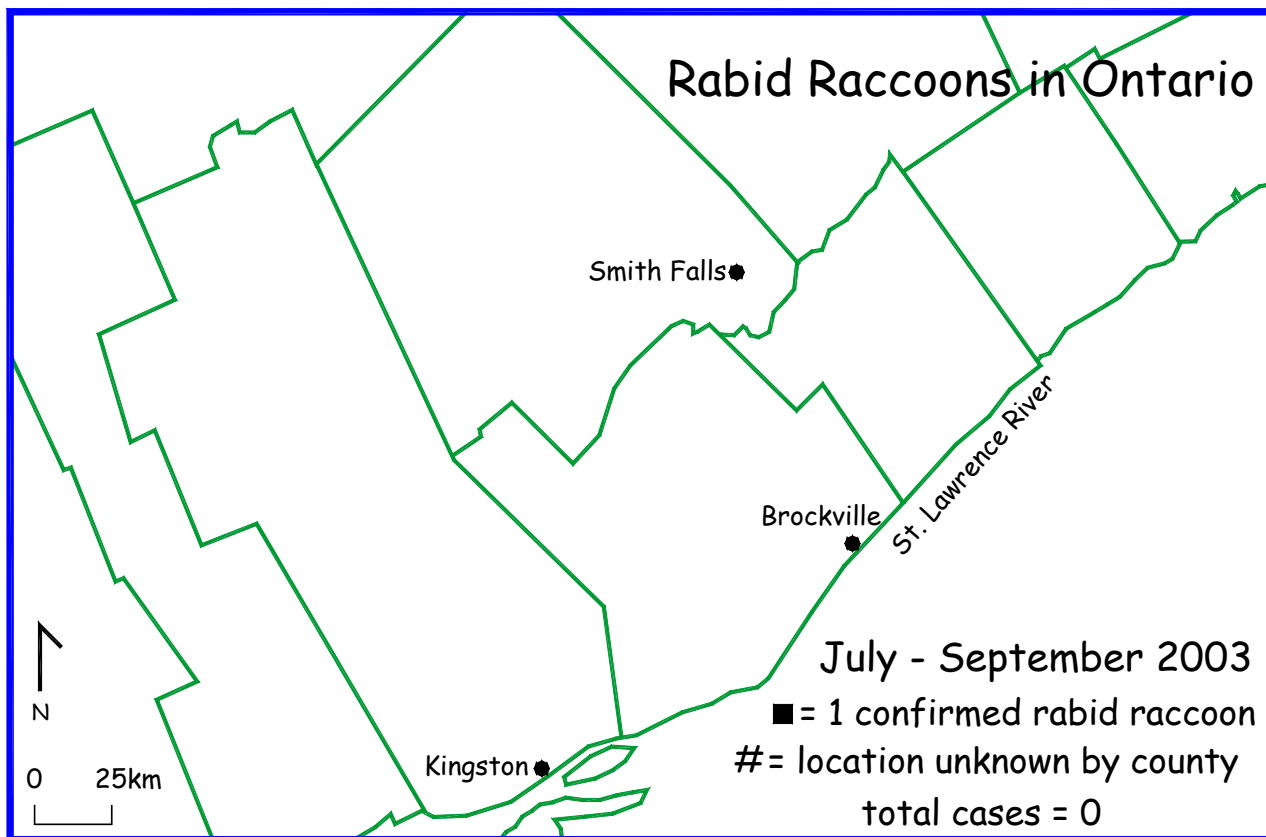 Rabid Raccoons in Ontario
Smith Falls
St. Lawrence River
Brockville
July - September 2003
= 1 confirmed rabid raccoon
N
Kingston
# = location unknown by county
0 25km
total cases = 0